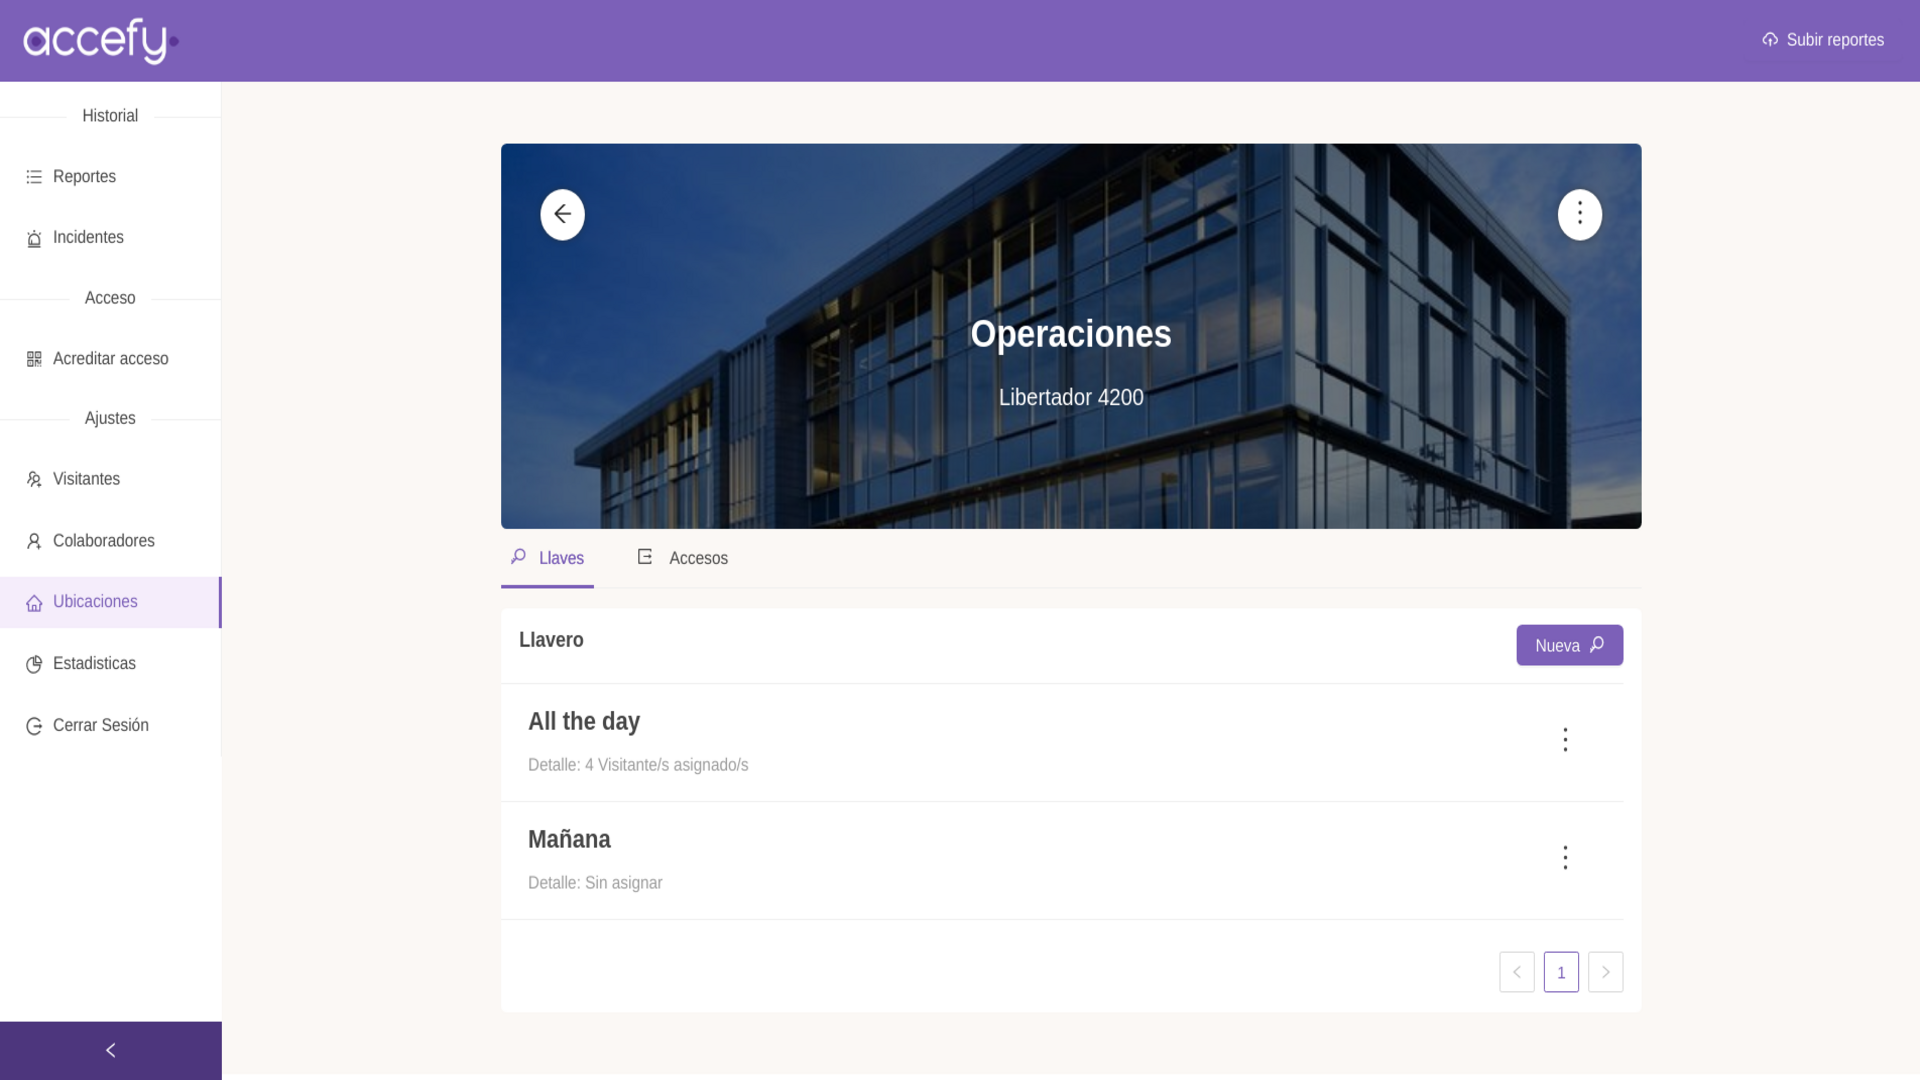 accefy
Subir reportes
Historial
Reportes
Incidentes
Acceso
Acreditar acceso
Ajustes
Visitantes
Colaboradores
Ubicaciones
Estadisticas
Cerrar Sesión
Operaciones
Libertador 4200
Llaves
Accesos
Llavero
Nueva
All the day
Detalle: 4 Visitante/s asignado/s
Mañana
Detalle: Sin asignar
1